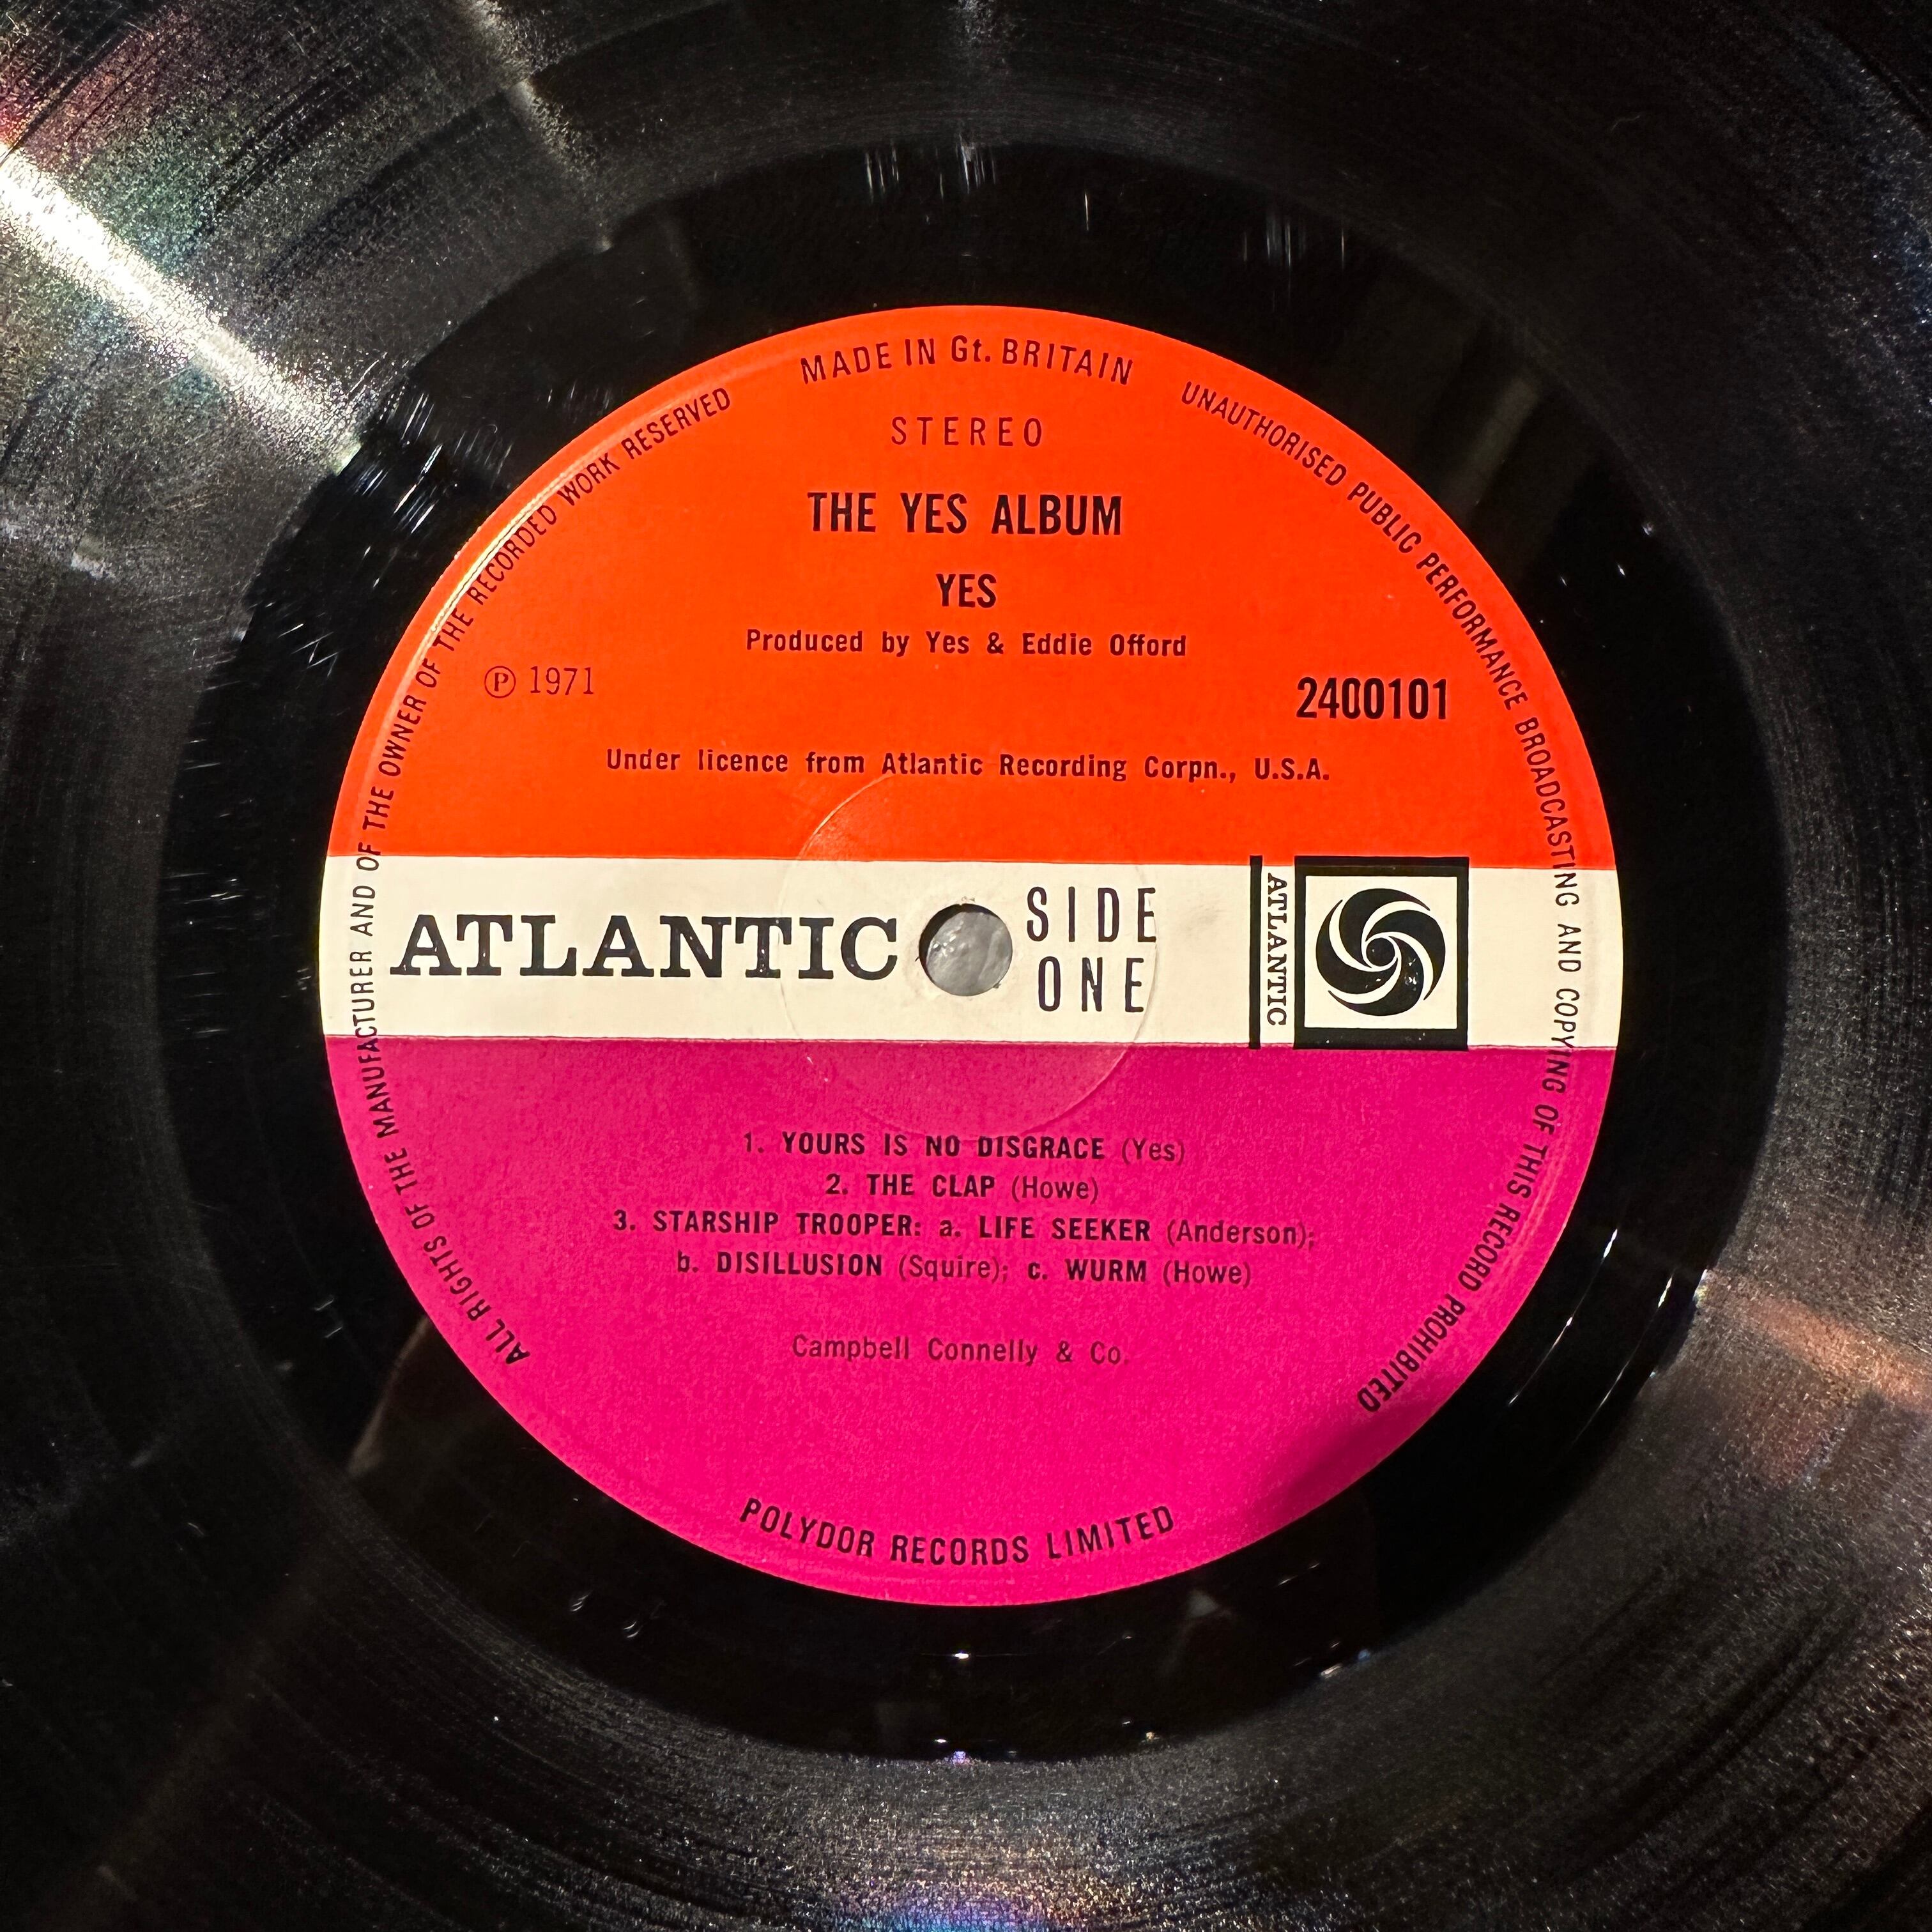 MADE IN Gt. BRITAIN
UNAUTHORISED PUBLIC PERFORMANCE BROADCASTING AND COPYING OF THIS RECORD PROHIBITED
ALL RIGHTS OF THE MANUFACTURER AND OF THE OWNER OF THE RECORDED WORK RESERVED
STEREO
THE YES ALBUM
YES
Produced by Yes & Eddie Offord
℗ 1971
2400101
Under licence from Atlantic Recording Corpn., U.S.A.
ATLANTIC
SIDE
ONE
ATLANTIC
1. YOURS IS NO DISGRACE (Yes)
2. THE CLAP (Howe)
3. STARSHIP TROOPER: a. LIFE SEEKER (Anderson);
b. DISILLUSION (Squire); c. WURM (Howe)
Campbell Connelly & Co.
POLYDOR RECORDS LIMITED